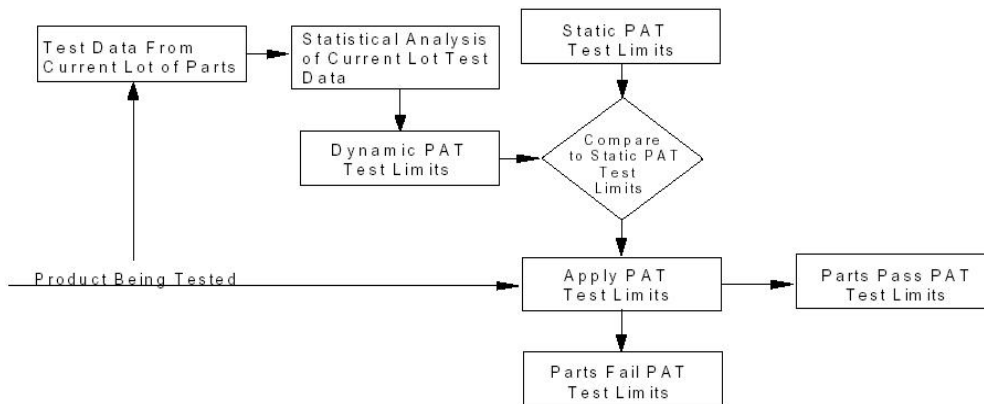 Test Data From
Current Lot of Parts
Statistical Analysis
of Current Lot Test
Data
Static PAT
Test Limits
Dynamic PAT
Test Limits
Compare
to Static PAT
Test
Limits
Product Being Tested
Apply PAT
Test Limits
Parts Pass PAT
Test Limits
Parts Fail PAT
Test Limits